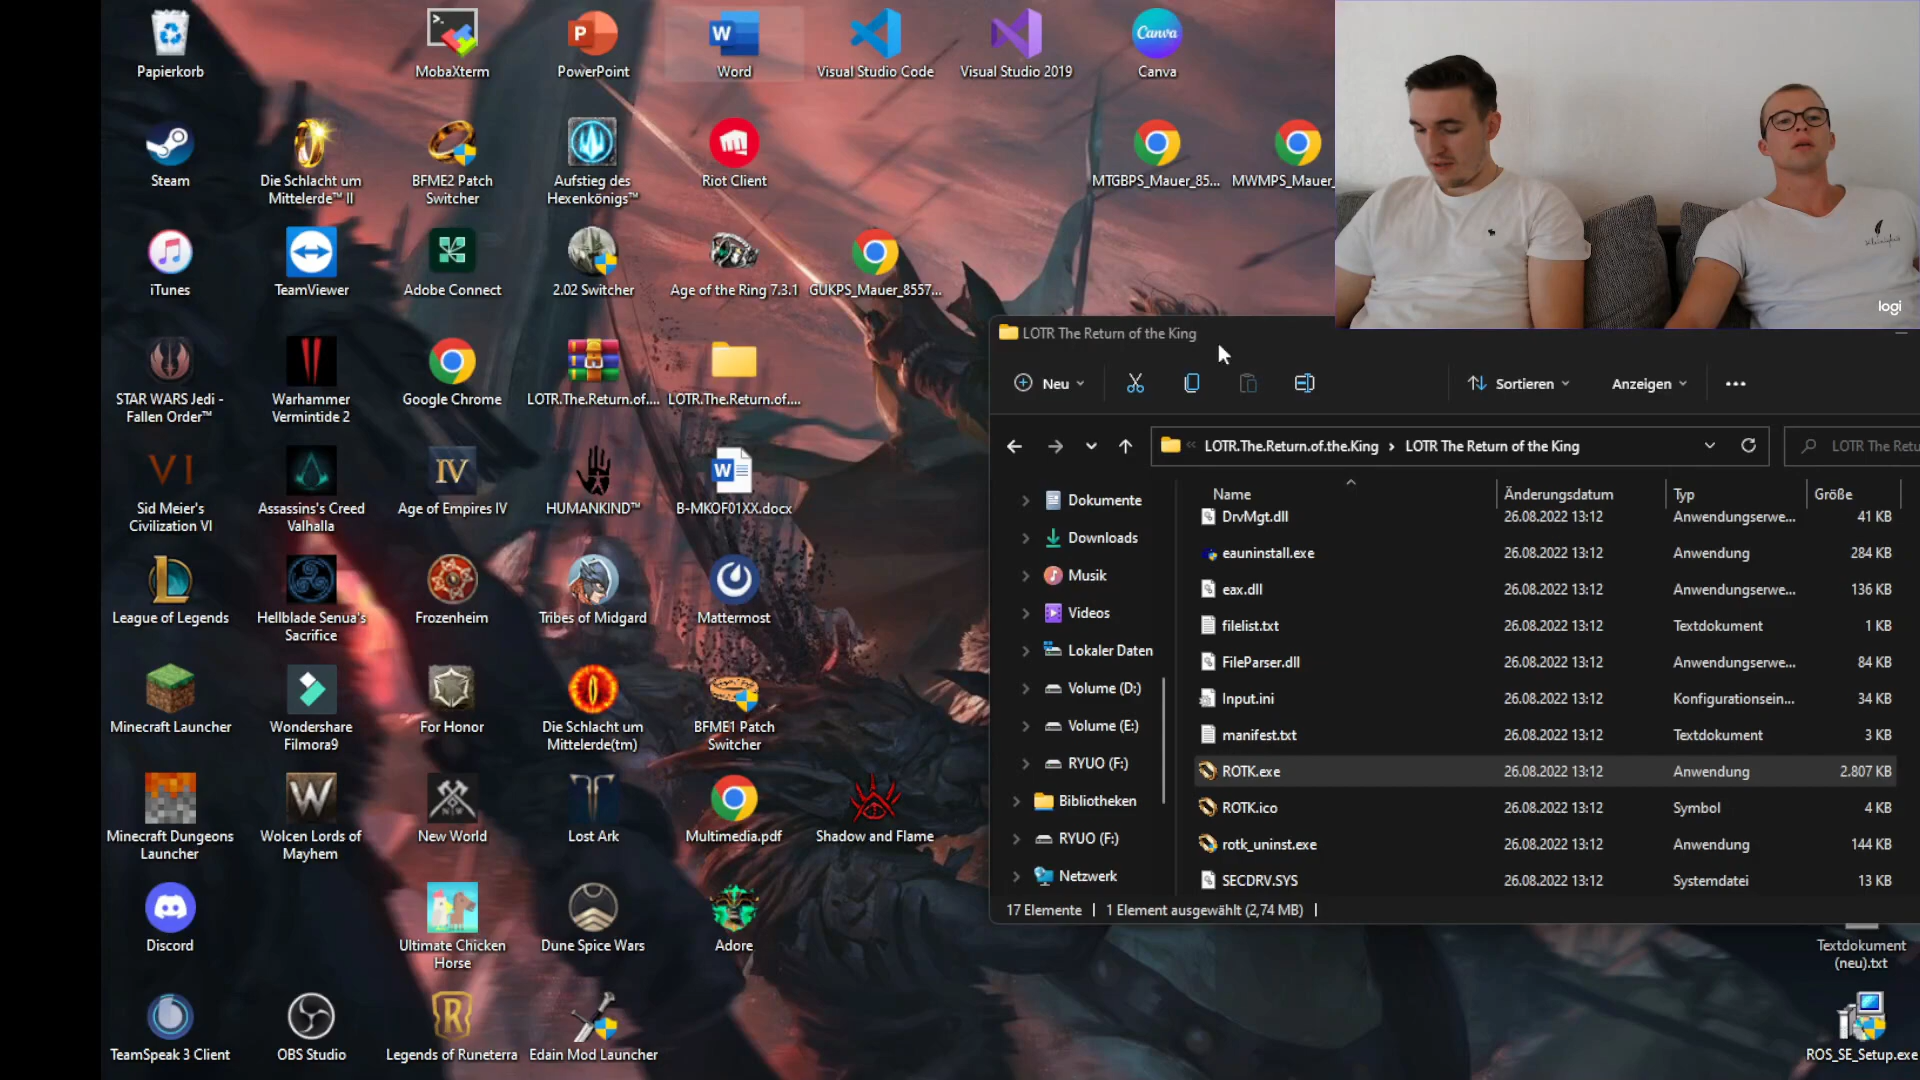 Papierkorb
MobaXterm
PowerPoint
Word
Visual Studio Code
Visual Studio 2019
Canva
Steam
Die Schlacht um
Mittelerde™ II
BFME2 Patch
Switcher
Aufstieg des
Hexenkönigs™
Riot Client
MTGBPS_Mauer_85...
MWMPS_Mauer_
iTunes
TeamViewer
Adobe Connect
2.02 Switcher
Age of the Ring 7.3.1
GUKPS_Mauer_8557...
STAR WARS Jedi -
Fallen Order™
Warhammer
Vermintide 2
Google Chrome
LOTR.The.Return.of....
LOTR.The.Return.of....
Sid Meier's
Civilization VI
Assassins's Creed
Valhalla
Age of Empires IV
HUMANKIND™
B-MKOF01XX.docx
League of Legends
Hellblade Senua's
Sacrifice
Frozenheim
Tribes of Midgard
Mattermost
Minecraft Launcher
Wondershare
Filmora9
For Honor
Die Schlacht um
Mittelerde(tm)
BFME1 Patch
Switcher
Minecraft Dungeons
Launcher
Wolcen Lords of
Mayhem
New World
Lost Ark
Multimedia.pdf
Shadow and Flame
Discord
Ultimate Chicken
Horse
Dune Spice Wars
Adore
TeamSpeak 3 Client
OBS Studio
Legends of Runeterra
Edain Mod Launcher
logi
LOTR The Return of the King
Neu
Sortieren
Anzeigen
LOTR.The.Return.of.the.King › LOTR The Return of the King
LOTR The Retu
Dokumente
Downloads
Musik
Videos
Lokaler Daten
Volume (D:)
Volume (E:)
RYUO (F:)
Bibliotheken
RYUO (F:)
Netzwerk
Name Änderungsdatum Typ Größe
DrvMgt.dll 26.08.2022 13:12 Anwendungserwe... 41 KB
eauninstall.exe 26.08.2022 13:12 Anwendung 284 KB
eax.dll 26.08.2022 13:12 Anwendungserwe... 136 KB
filelist.txt 26.08.2022 13:12 Textdokument 1 KB
FileParser.dll 26.08.2022 13:12 Anwendungserwe... 84 KB
Input.ini 26.08.2022 13:12 Konfigurationsein... 34 KB
manifest.txt 26.08.2022 13:12 Textdokument 3 KB
ROTK.exe 26.08.2022 13:12 Anwendung 2.807 KB
ROTK.ico 26.08.2022 13:12 Symbol 4 KB
rotk_uninst.exe 26.08.2022 13:12 Anwendung 144 KB
SECDRV.SYS 26.08.2022 13:12 Systemdatei 13 KB
17 Elemente 1 Element ausgewählt (2,74 MB)
Textdokument
(neu).txt
ROS_SE_Setup.exe